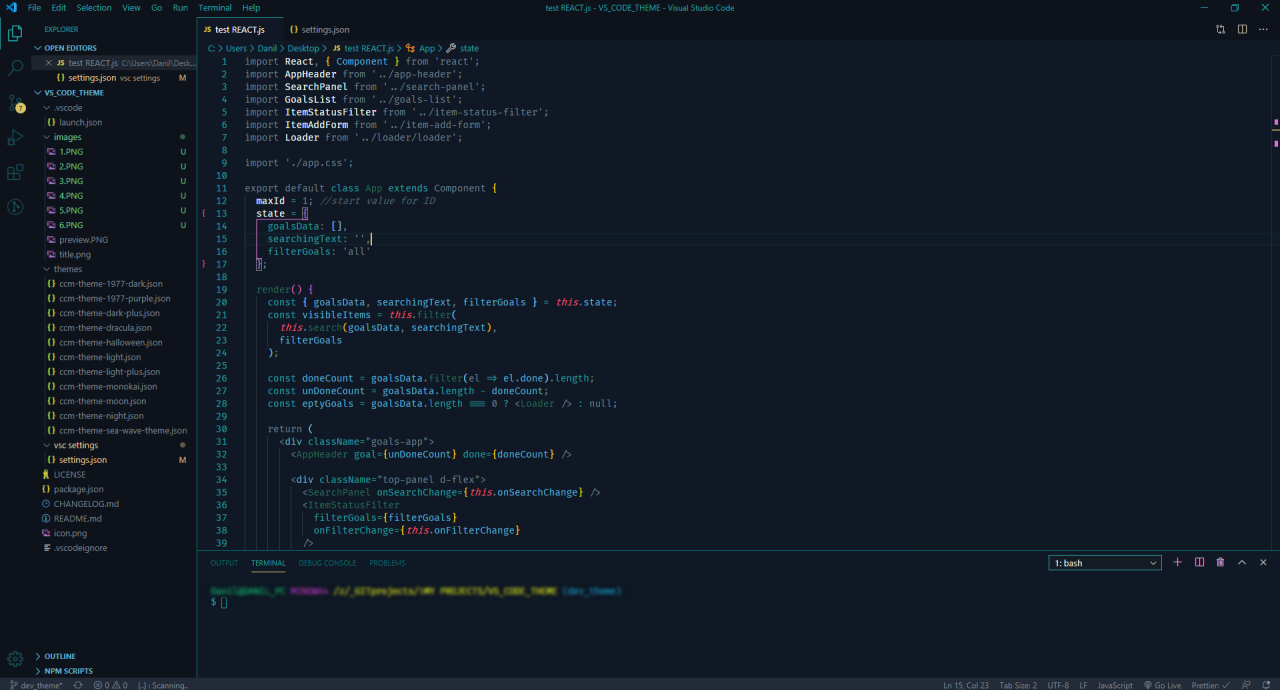 File Edit Selection View Go Run Terminal Help
test REACT.js - VS_CODE_THEME - Visual Studio Code
EXPLORER
OPEN EDITORS
JS test REACT.js C:\Users\Danil\Desk...
{} settings.json vsc settings M
VS_CODE_THEME
.vscode
{} launch.json
images
1.PNG U
2.PNG U
3.PNG U
4.PNG U
5.PNG U
6.PNG U
preview.PNG
title.png
themes
{} ccm-theme-1977-dark.json
{} ccm-theme-1977-purple.json
{} ccm-theme-dark-plus.json
{} ccm-theme-dracula.json
{} ccm-theme-halloween.json
{} ccm-theme-light.json
{} ccm-theme-light-plus.json
{} ccm-theme-monokai.json
{} ccm-theme-moon.json
{} ccm-theme-night.json
{} ccm-theme-sea-wave-theme.json
vsc settings
{} settings.json M
LICENSE
{} package.json
CHANGELOG.md
README.md
icon.png
.vscodeignore
OUTLINE
NPM SCRIPTS
7
JS test REACT.js {} settings.json
C: > Users > Danil > Desktop > JS test REACT.js > App > state
1 import React, { Component } from 'react';
2 import AppHeader from '../app-header';
3 import SearchPanel from '../search-panel';
4 import GoalsList from '../goals-list';
5 import ItemStatusFilter from '../item-status-filter';
6 import ItemAddForm from '../item-add-form';
7 import Loader from '../loader/loader';
8
9 import './app.css';
10
11 export default class App extends Component {
12 maxId = 1; //start value for ID
{ 13 state = {
14 goalsData: [],
15 searchingText: '',
16 filterGoals: 'all'
} 17 };
18
19 render() {
20 const { goalsData, searchingText, filterGoals } = this.state;
21 const visibleItems = this.filter(
22 this.search(goalsData, searchingText),
23 filterGoals
24 );
25
26 const doneCount = goalsData.filter(el => el.done).length;
27 const unDoneCount = goalsData.length - doneCount;
28 const eptyGoals = goalsData.length === 0 ? <Loader /> : null;
29
30 return (
31 <div className="goals-app">
32 <AppHeader goal={unDoneCount} done={doneCount} />
33
34 <div className="top-panel d-flex">
35 <SearchPanel onSearchChange={this.onSearchChange} />
36 <ItemStatusFilter
37 filterGoals={filterGoals}
38 onFilterChange={this.onFilterChange}
39 />
OUTPUT TERMINAL DEBUG CONSOLE PROBLEMS
1: bash
Danil@DANIL_PC MINGW64 /z/_GITprojects/!MY PROJECTS/VS_CODE_THEME (dev_theme)
$
dev_theme* 0 0 [..] : Scanning..
Ln 15, Col 23 Tab Size: 2 UTF-8 LF JavaScript Go Live Prettier: ✓